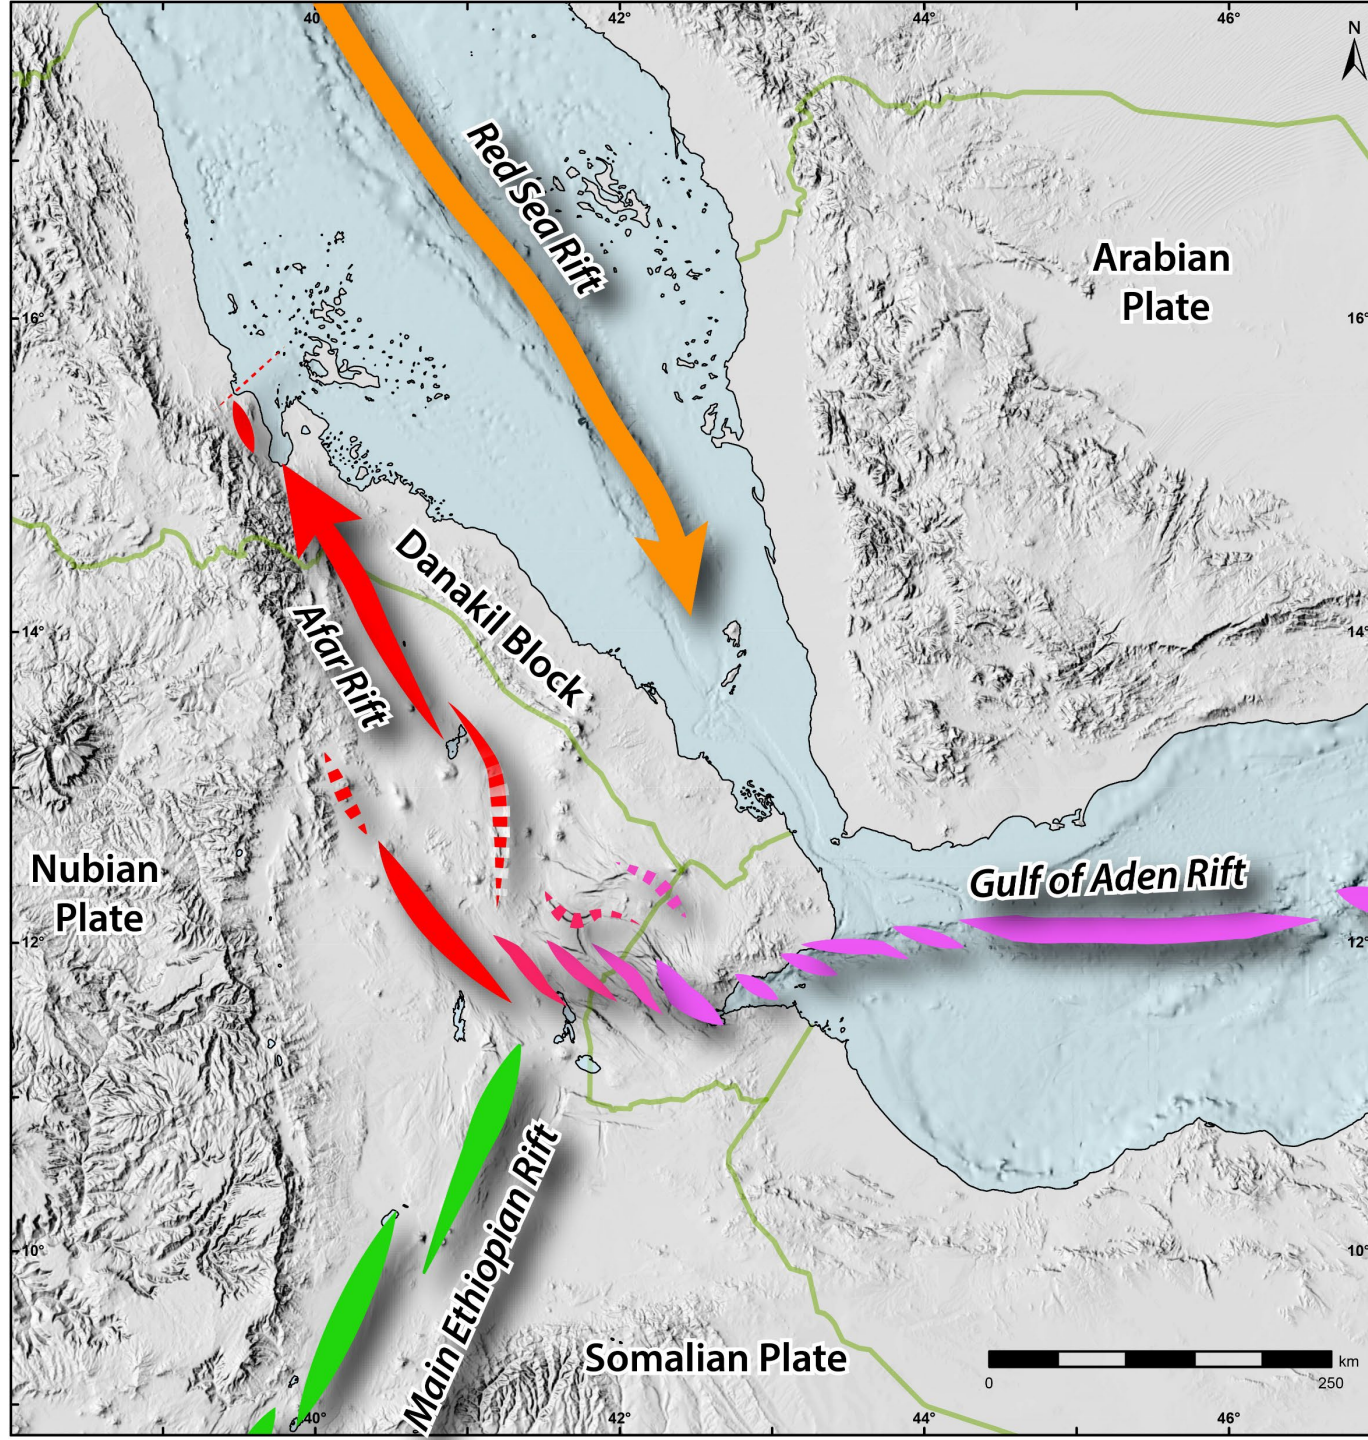 40
42°
44°
46°
N
Red Sea Rift
Arabian
Plate
16°
16°
Danakil Block
Afar Rift
14°
14°
Nubian
Plate
Gulf of Aden Rift
12°
12°
Main Ethiopian Rift
10°
10°
Somalian Plate
km
0
250
40°
42°
44°
46°